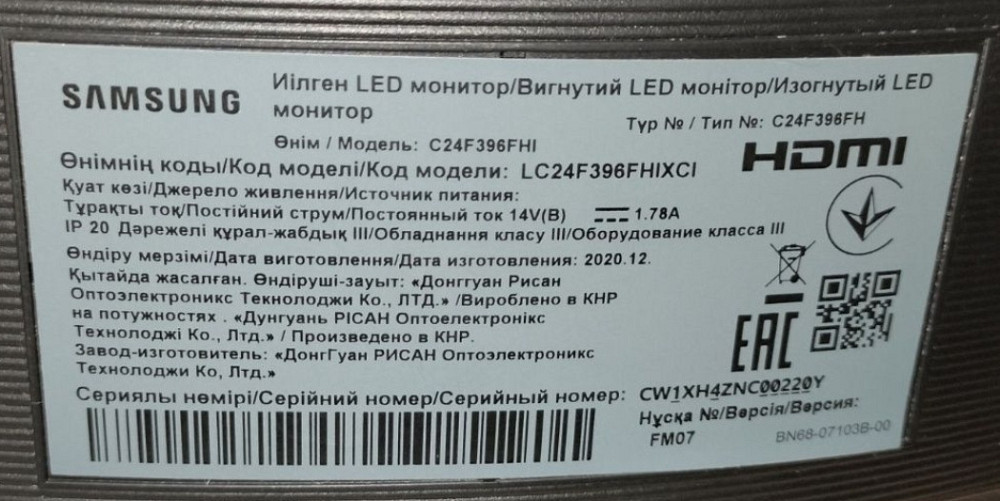 SAMSUNG
Иілген LED монитор/Вигнутий LED монітор/Изогнутый LED
монитор
Түр № / Тип №: C24F396FH
Өнім / Модель: C24F396FHI
HDMI
Өнімнің коды/Код моделі/Код модели: LC24F396FHIXCI
Қуат көзі/Джерело живлення/Источник питания:
Тұрақты ток/Постійний струм/Постоянный ток 14V(B) 1.78A
IP 20 Дәрежелі құрал-жабдық III/Обладнання класу III/Оборудование класса III
Өндіру мерзімі/Дата виготовлення/Дата изготовления: 2020.12.
Қытайда жасалған. Өндіруші-зауыт: «Донггуан Рисан
Оптоэлектроникс Текнолоджи Ко., ЛТД.» /Вироблено в КНР
на потужностях . «Дунгуань РІСАН Оптоелектронікс
Технолоджі Ко., Лтд.» / Произведено в КНР.
Завод-изготовитель: «ДонгГуан РИСАН Оптоэлектроникс
Технолоджи Ко, Лтд.»
EAC
Сериялы нөмірі/Серійний номер/Серийный номер: CW1XH4ZNC00220Y
Нұсқа №/Версія/Версия:
FM07
BN68-07103B-00